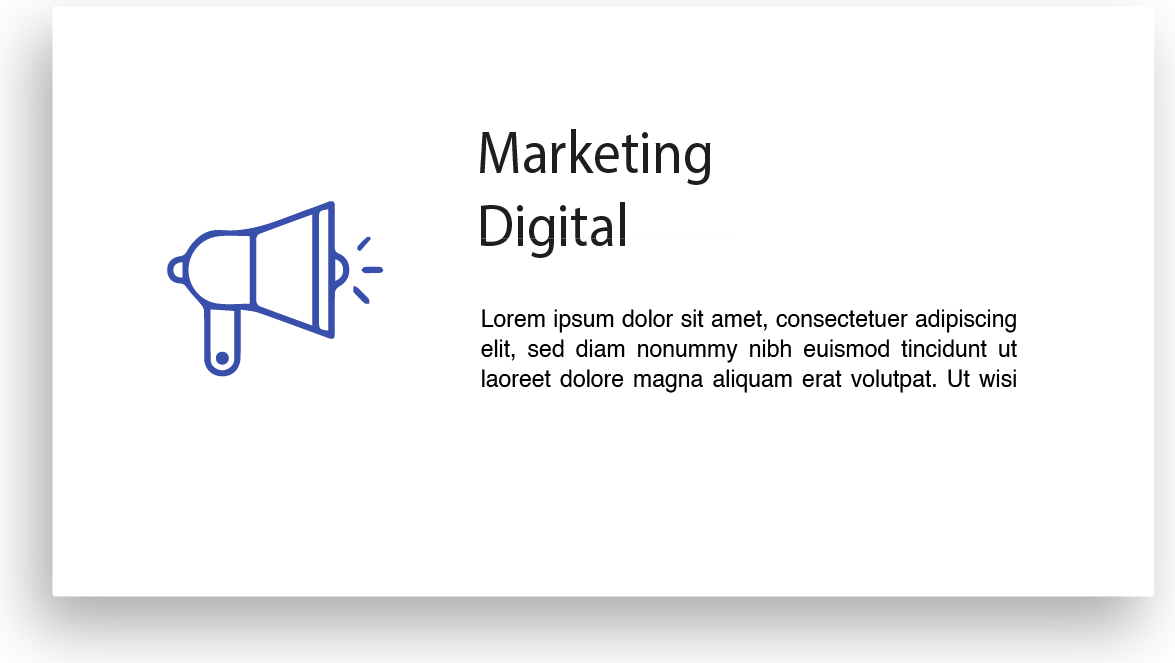 Marketing
Digital
Lorem ipsum dolor sit amet, consectetuer adipiscing
elit, sed diam nonummy nibh euismod tincidunt ut
laoreet dolore magna aliquam erat volutpat. Ut wisi